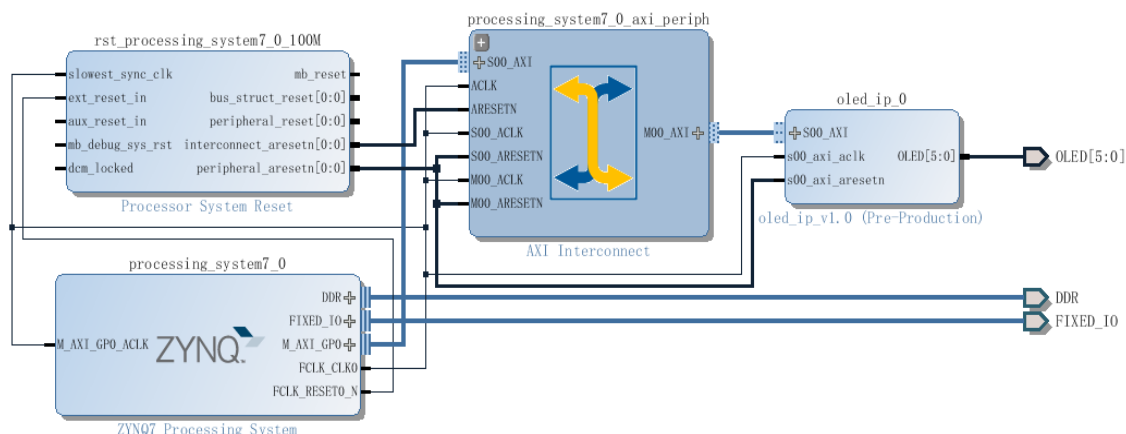 processing_system7_0_axi_periph
rst_processing_system7_0_100M
slowest_sync_clk
mb_reset
ext_reset_in
bus_struct_reset[0:0]
aux_reset_in
peripheral_reset[0:0]
mb_debug_sys_rst
interconnect_aresetn[0:0]
dcm_locked
peripheral_aresetn[0:0]
Processor System Reset
S00_AXI
ACLK
ARESETN
S00_ACLK
S00_ARESETN
M00_ACLK
M00_ARESETN
M00_AXI
AXI Interconnect
oled_ip_0
S00_AXI
s00_axi_aclk
OLED[5:0]
s00_axi_aresetn
oled_ip_v1.0 (Pre-Production)
OLED[5:0]
processing_system7_0
DDR
FIXED_IO
M_AXI_GP0_ACLK
ZYNQ
M_AXI_GP0
FCLK_CLK0
FCLK_RESET0_N
ZYNQ7 Processing System
DDR
FIXED_IO